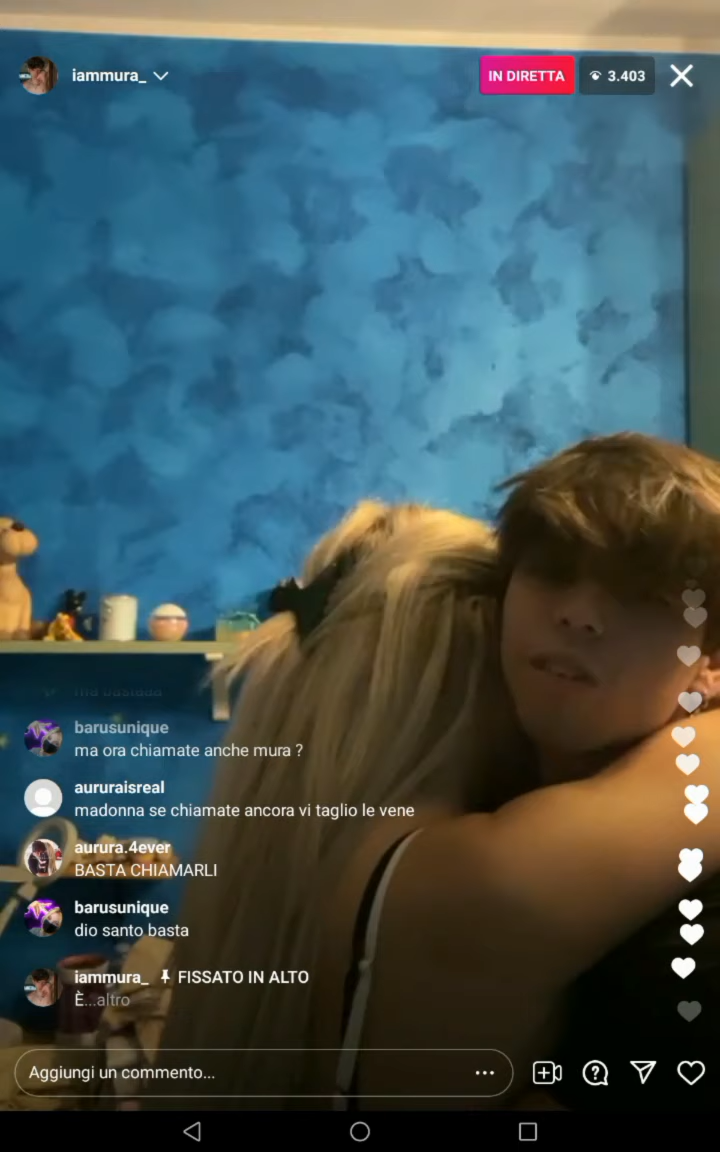 iammura_
IN DIRETTA
3.403
barusunique
ma ora chiamate anche mura ?
aururaisreal
madonna se chiamate ancora vi taglio le vene
aurura.4ever
BASTA CHIAMARLI
barusunique
dio santo basta
iammura_ FISSATO IN ALTO
È...altro
Aggiungi un commento...